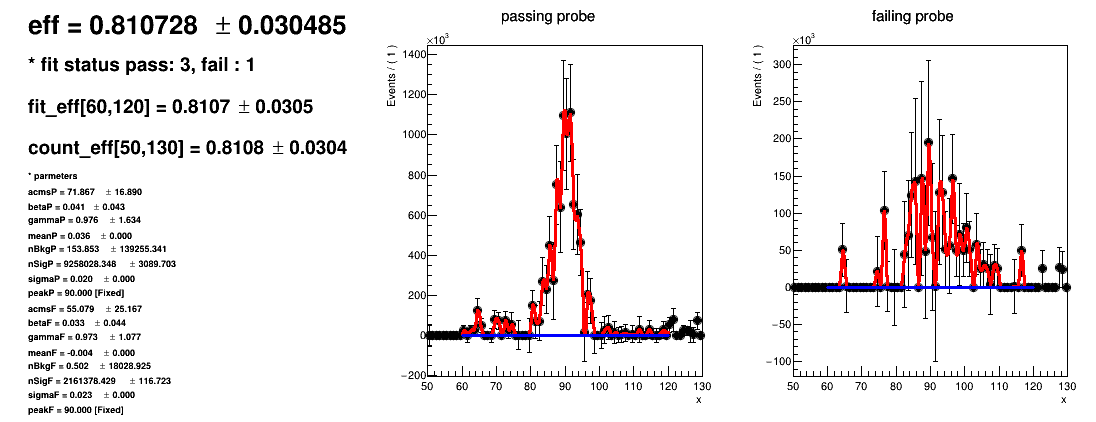 eff = 0.810728 ± 0.030485
* fit status pass: 3, fail : 1
fit_eff[60,120] = 0.8107 ± 0.0305
count_eff[50,130] = 0.8108 ± 0.0304
* parmeters
acmsP = 71.867 ± 16.890
betaP = 0.041 ± 0.043
gammaP = 0.976 ± 1.634
meanP = 0.036 ± 0.000
nBkgP = 153.853 ± 139255.341
nSigP = 9258028.348 ± 3089.703
sigmaP = 0.020 ± 0.000
peakP = 90.000 [Fixed]
acmsF = 55.079 ± 25.167
betaF = 0.033 ± 0.044
gammaF = 0.973 ± 1.077
meanF = -0.004 ± 0.000
nBkgF = 0.502 ± 18028.925
nSigF = 2161378.429 ± 116.723
sigmaF = 0.023 ± 0.000
peakF = 90.000 [Fixed]
passing probe
×10³
Events / ( 1 )
1400
1200
1000
800
600
400
200
0
−200
50 60 70 80 90 100 110 120 130
x
failing probe
×10³
Events / ( 1 )
300
250
200
150
100
50
0
−50
−100
50 60 70 80 90 100 110 120 130
x